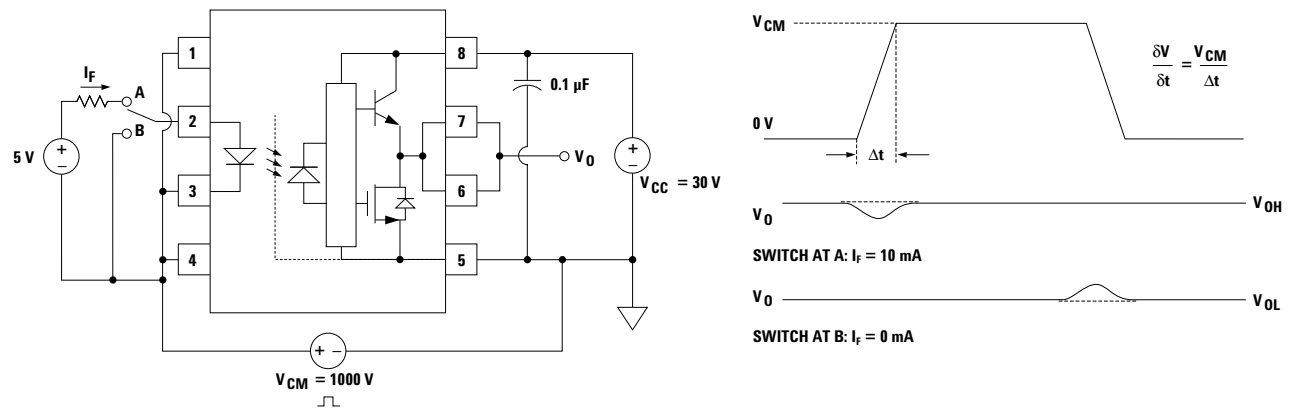 1
8
I_F
A
2
B
5 V
+
–
3
4
0.1 µF
7
V_O
6
5
+
–
V_CC = 30 V
+ –
V_CM = 1000 V
V_CM
δV/δt = V_CM/Δt
0 V
Δt
V_O
V_OH
SWITCH AT A: I_F = 10 mA
V_O
V_OL
SWITCH AT B: I_F = 0 mA